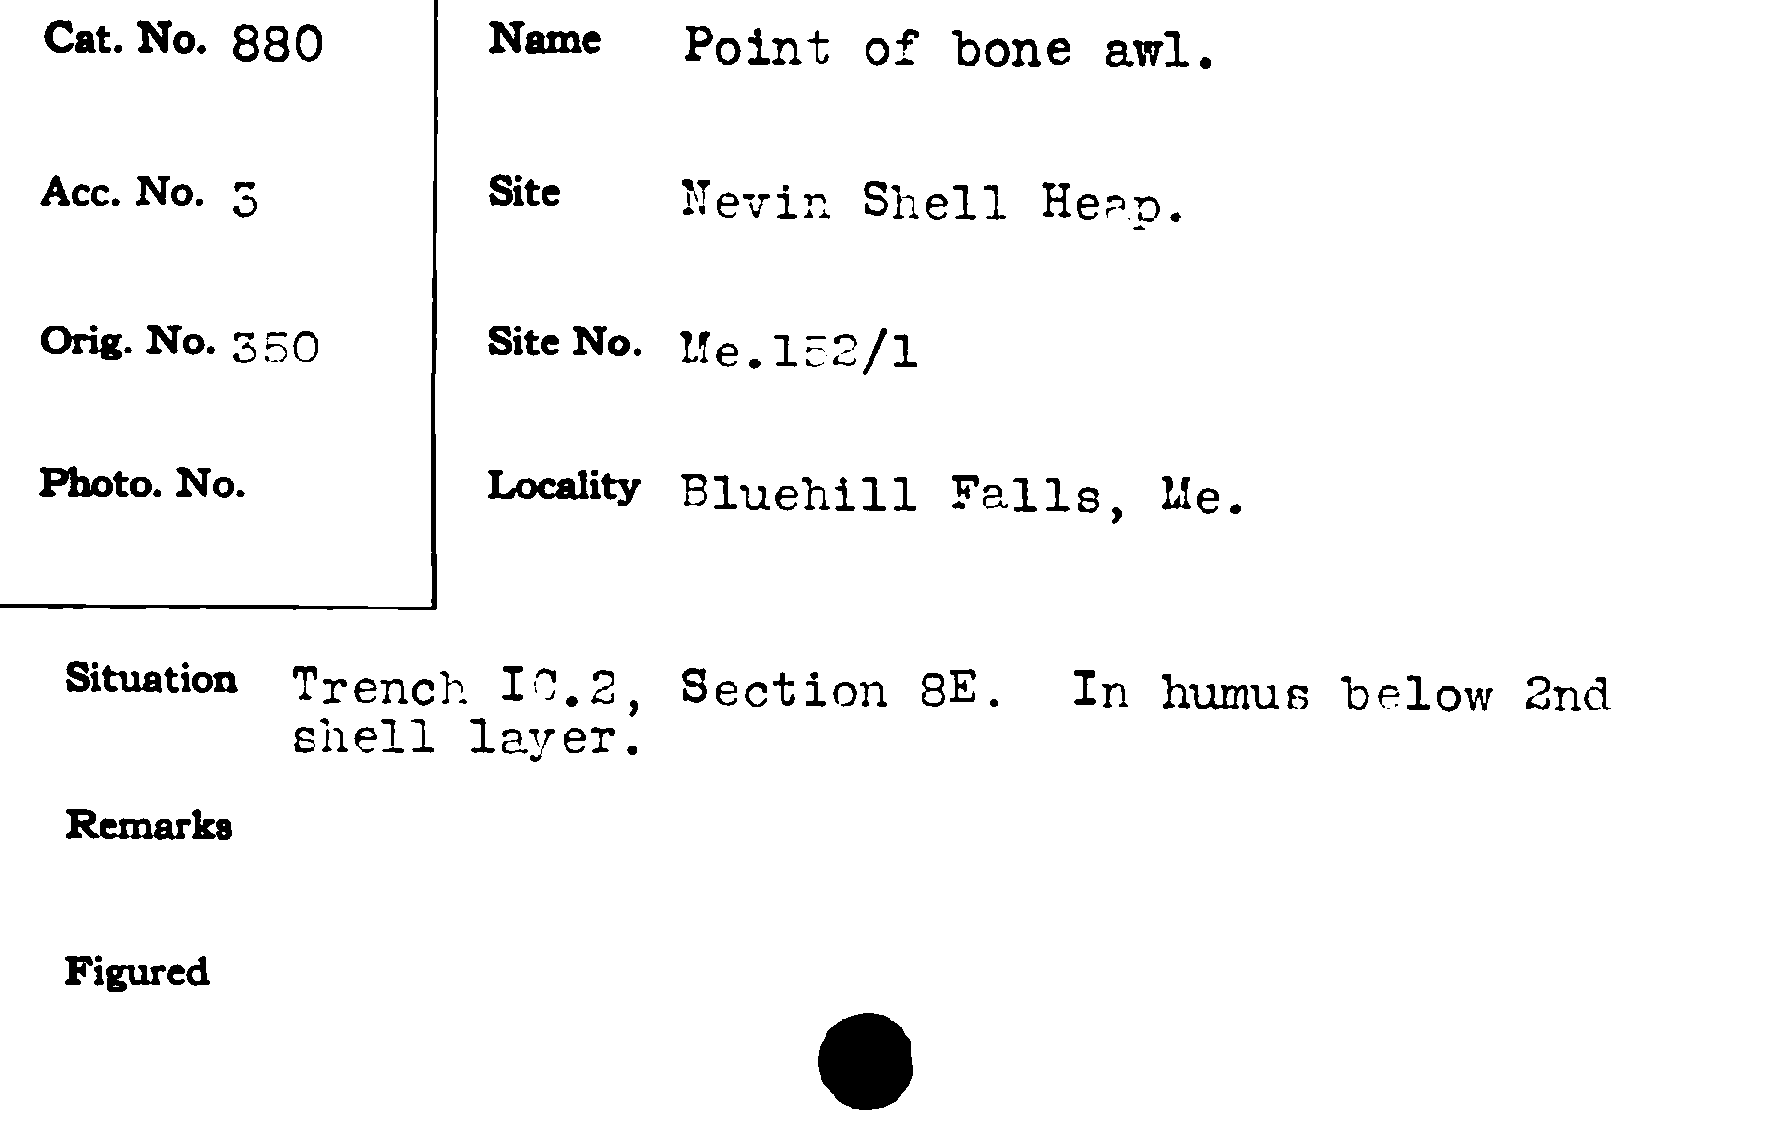 Cat. No. 880
Name Point of bone awl.
Acc. No. 3
Site Nevin Shell Heap.
Orig. No. 350
Site No. Me.152/1
Photo. No.
Locality Bluehill Falls, Me.
Situation Trench IC.2, Section 8E. In humus below 2nd
shell layer.
Remarks
Figured